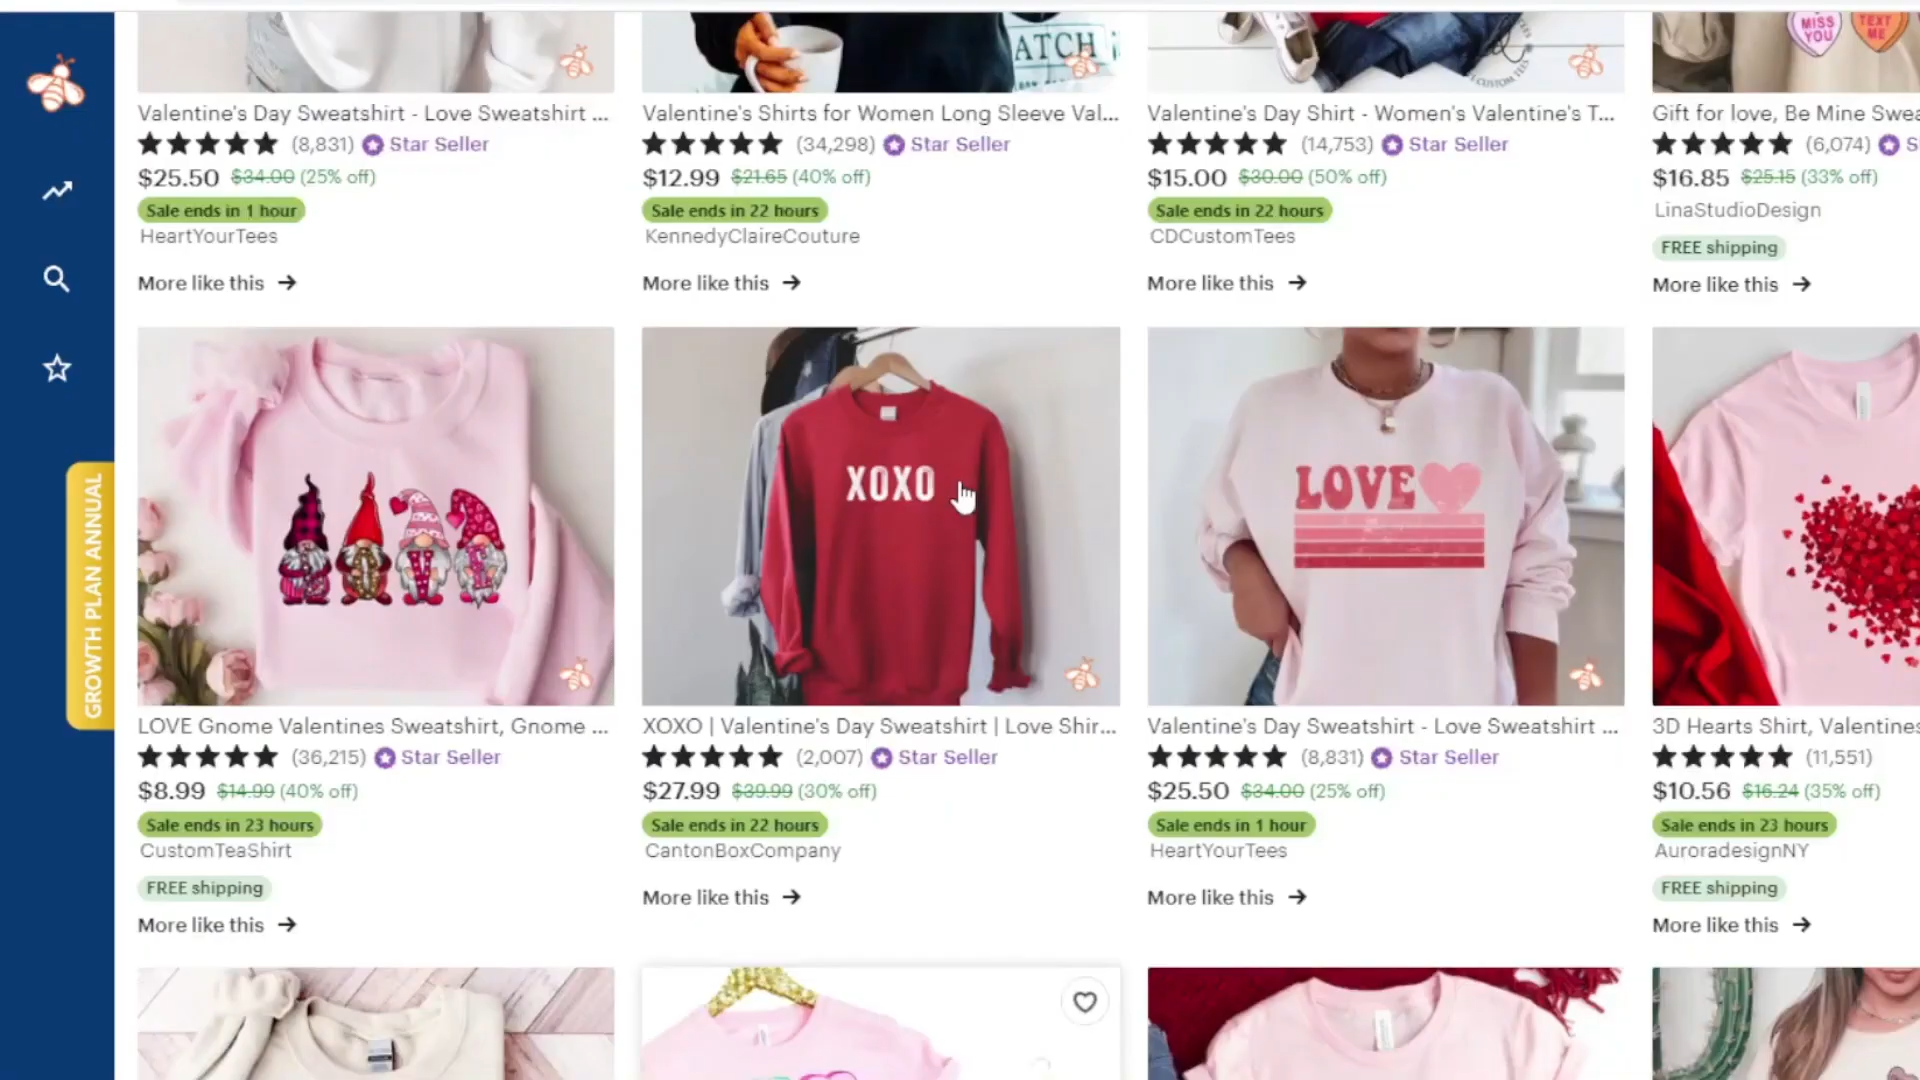 MISS
YOU
TEXT
ME
ATCH
CUSTOM TEES
Valentine's Day Sweatshirt - Love Sweatshirt ...
(8,831) Star Seller
$25.50 $34.00 (25% off)
Sale ends in 1 hour
HeartYourTees
More like this →
Valentine's Shirts for Women Long Sleeve Val...
(34,298) Star Seller
$12.99 $21.65 (40% off)
Sale ends in 22 hours
KennedyClaireCouture
More like this →
Valentine's Day Shirt - Women's Valentine's T...
(14,753) Star Seller
$15.00 $30.00 (50% off)
Sale ends in 22 hours
CDCustomTees
More like this →
Gift for love, Be Mine Swea
(6,074) S
$16.85 $25.15 (33% off)
LinaStudioDesign
FREE shipping
More like this →
GROWTH PLAN ANNUAL
XOXO
LOVE
LOVE Gnome Valentines Sweatshirt, Gnome ...
(36,215) Star Seller
$8.99 $14.99 (40% off)
Sale ends in 23 hours
CustomTeaShirt
FREE shipping
More like this →
XOXO | Valentine's Day Sweatshirt | Love Shir...
(2,007) Star Seller
$27.99 $39.99 (30% off)
Sale ends in 22 hours
CantonBoxCompany
More like this →
Valentine's Day Sweatshirt - Love Sweatshirt ...
(8,831) Star Seller
$25.50 $34.00 (25% off)
Sale ends in 1 hour
HeartYourTees
More like this →
3D Hearts Shirt, Valentines
(11,551)
$10.56 $16.24 (35% off)
Sale ends in 23 hours
AuroradesignNY
FREE shipping
More like this →